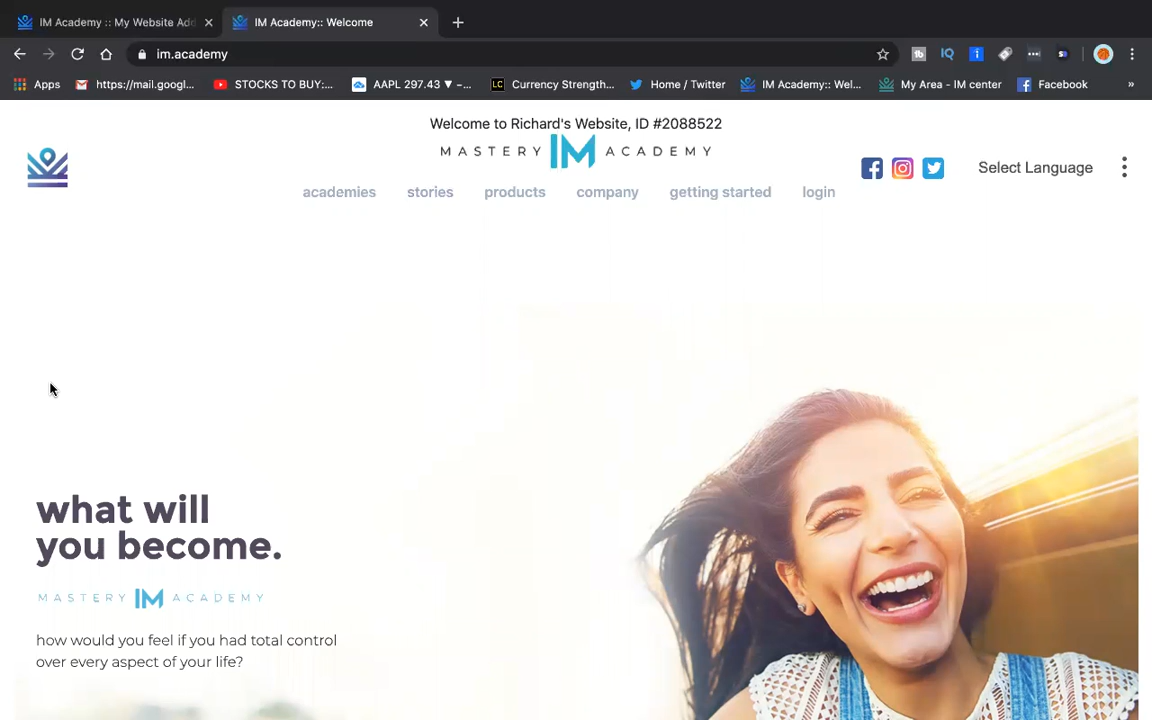 IM Academy :: My Website Add
IM Academy:: Welcome
im.academy
Apps
https://mail.googl...
STOCKS TO BUY:...
AAPL 297.43 ▼ -...
LC
Currency Strength...
Home / Twitter
IM Academy:: Wel...
My Area - IM center
Facebook
»
Welcome to Richard's Website, ID #2088522
MASTERY IM ACADEMY
Select Language
academies stories products company getting started login
what will
you become.
MASTERY IM ACADEMY
how would you feel if you had total control
over every aspect of your life?